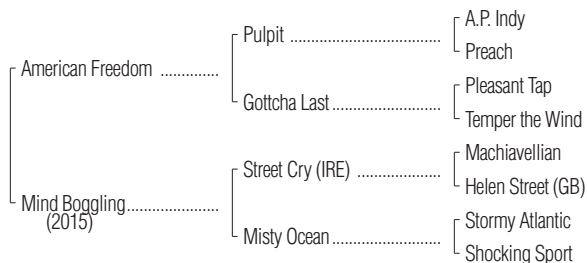 A.P. Indy
Pulpit ..........................................
Preach
American Freedom ..............
Pleasant Tap
Gottcha Last ..............................
Temper the Wind
Machiavellian
Street Cry (IRE) ......................
Helen Street (GB)
Mind Boggling .......................
(2015)
Stormy Atlantic
Misty Ocean ..............................
Shocking Sport